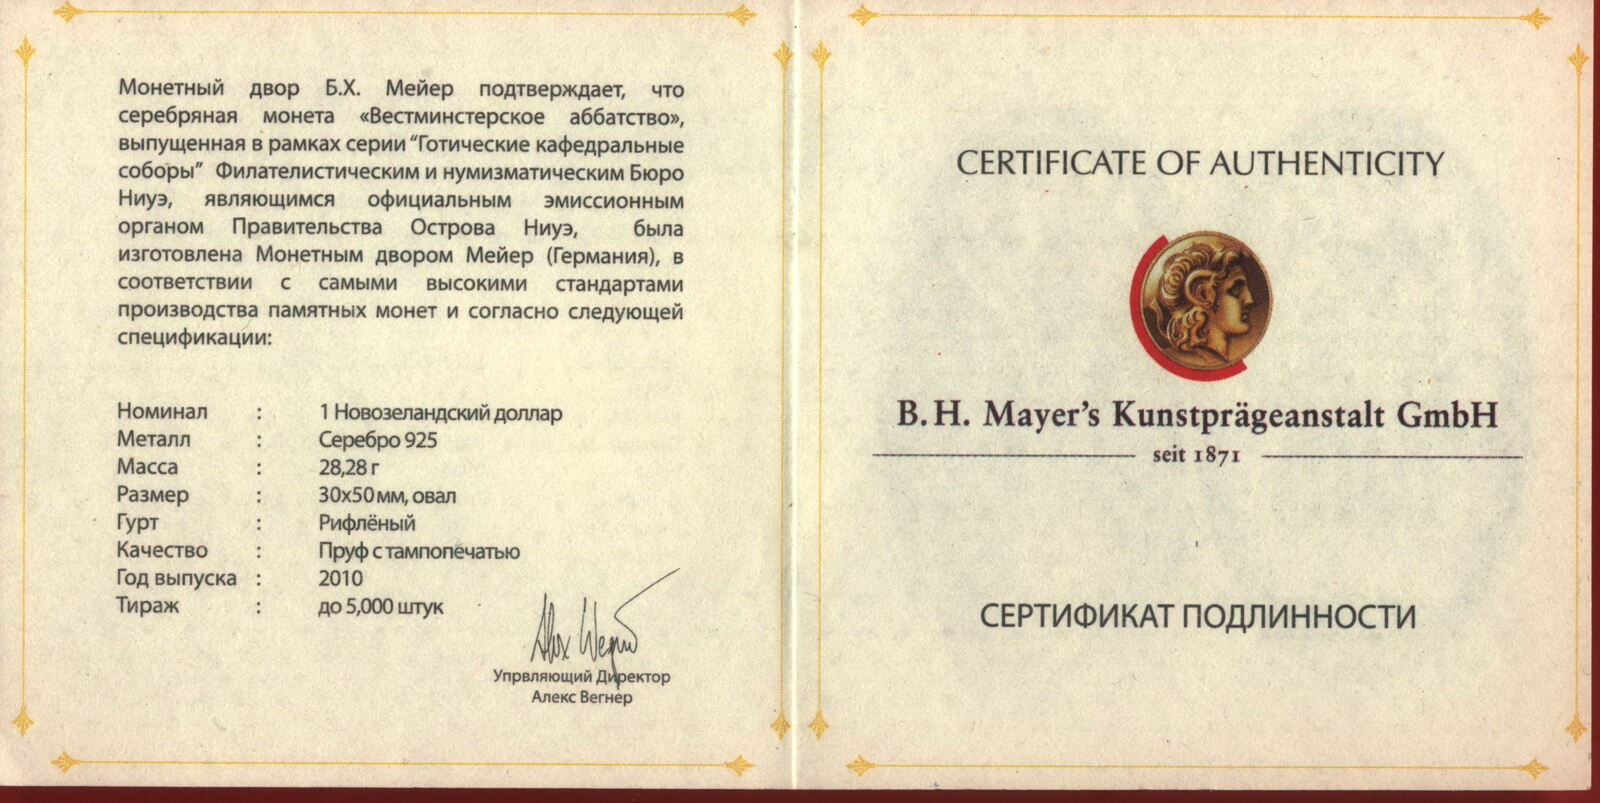 Монетный двор Б.Х. Мейер подтверждает, что
серебряная монета «Вестминстерское аббатство»,
выпущенная в рамках серии “Готические кафедральные
соборы” Филателистическим и нумизматическим Бюро
Ниуэ, являющимся официальным эмиссионным
органом Правительства Острова Ниуэ, была
изготовлена Монетным двором Мейер (Германия), в
соответствии с самыми высокими стандартами
производства памятных монет и согласно следующей
спецификации:
Номинал : 1 Новозеландский доллар
Металл : Серебро 925
Масса : 28,28 г
Размер : 30х50 мм, овал
Гурт : Рифлёный
Качество : Пруф с тампопечатью
Год выпуска : 2010
Тираж : до 5,000 штук
Alex Wegner
Упрвляющий Директор
Алекс Вегнер
CERTIFICATE OF AUTHENTICITY
B. H. Mayer’s Kunstprägeanstalt GmbH
seit 1871
СЕРТИФИКАТ ПОДЛИННОСТИ